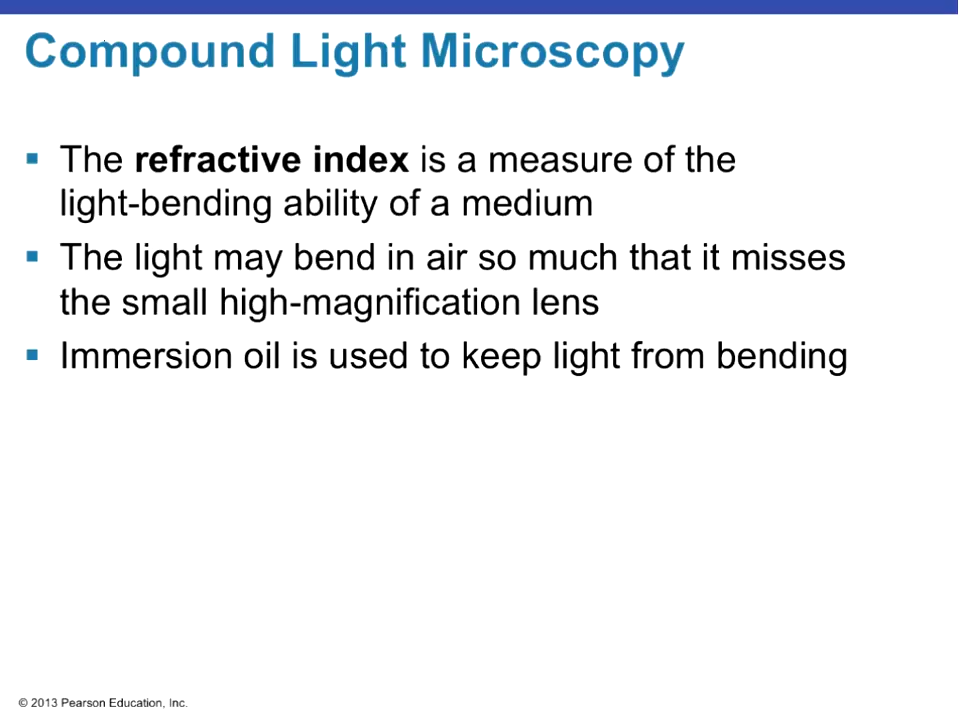 Compound Light Microscopy
▪ The refractive index is a measure of the
light-bending ability of a medium
▪ The light may bend in air so much that it misses
the small high-magnification lens
▪ Immersion oil is used to keep light from bending
© 2013 Pearson Education, Inc.